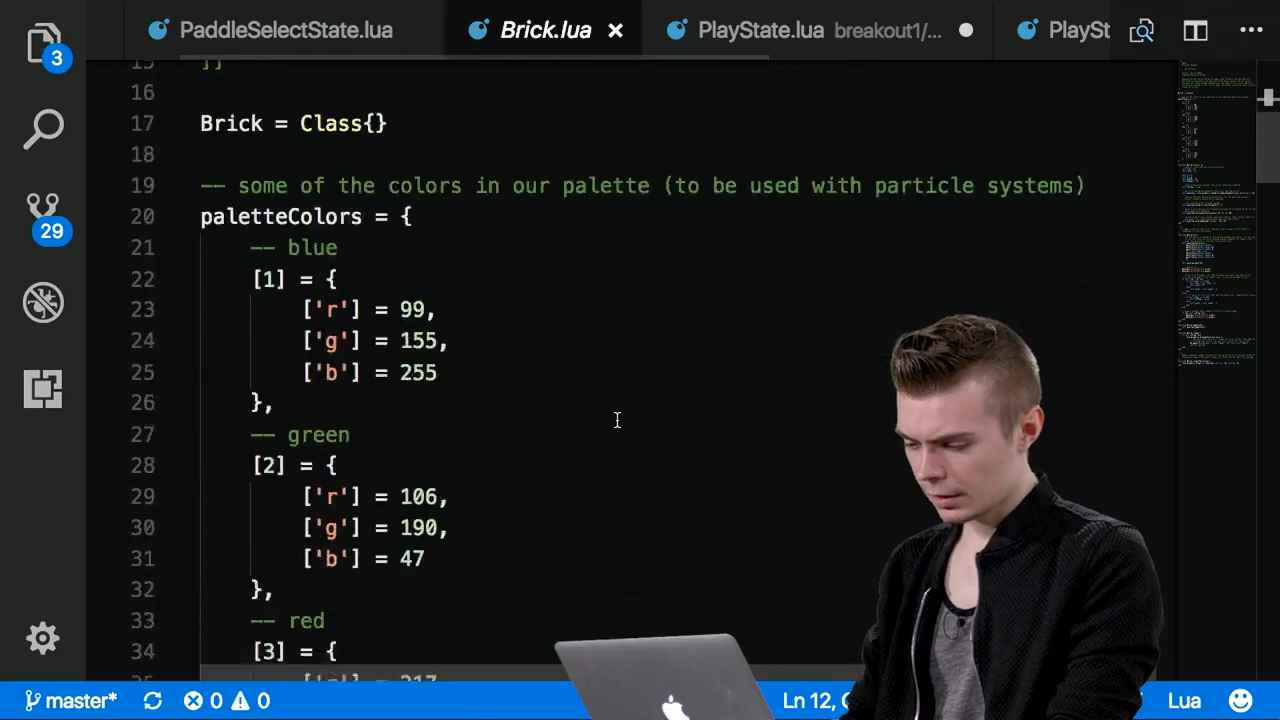 PaddleSelectState.lua
Brick.lua
PlayState.lua breakout1/...
PlaySt
3
29
15 ]]
16
17 Brick = Class{}
18
19 -- some of the colors in our palette (to be used with particle systems)
20 paletteColors = {
21 -- blue
22 [1] = {
23 ['r'] = 99,
24 ['g'] = 155,
25 ['b'] = 255
26 },
27 -- green
28 [2] = {
29 ['r'] = 106,
30 ['g'] = 190,
31 ['b'] = 47
32 },
33 -- red
34 [3] = {
['r'] = 217
master* 0 0 Ln 12, Lua